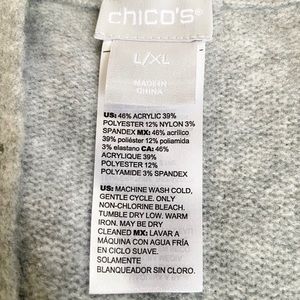 chico's
L/XL
MADE IN
CHINA
US: 46% ACRYLIC 39%
POLYESTER 12% NYLON 3%
SPANDEX MX: 46% acrílico
39% poliéster 12% poliamida
3% elastano CA: 46%
ACRYLIQUE 39%
POLYESTER 12%
POLYAMIDE 3% SPANDEX
US: MACHINE WASH COLD,
GENTLE CYCLE. ONLY
NON-CHLORINE BLEACH.
TUMBLE DRY LOW. WARM
IRON. MAY BE DRY
CLEANED MX: LAVAR A
MÁQUINA CON AGUA FRÍA
EN CICLO SUAVE.
SOLAMENTE
BLANQUEADOR SIN CLORO.